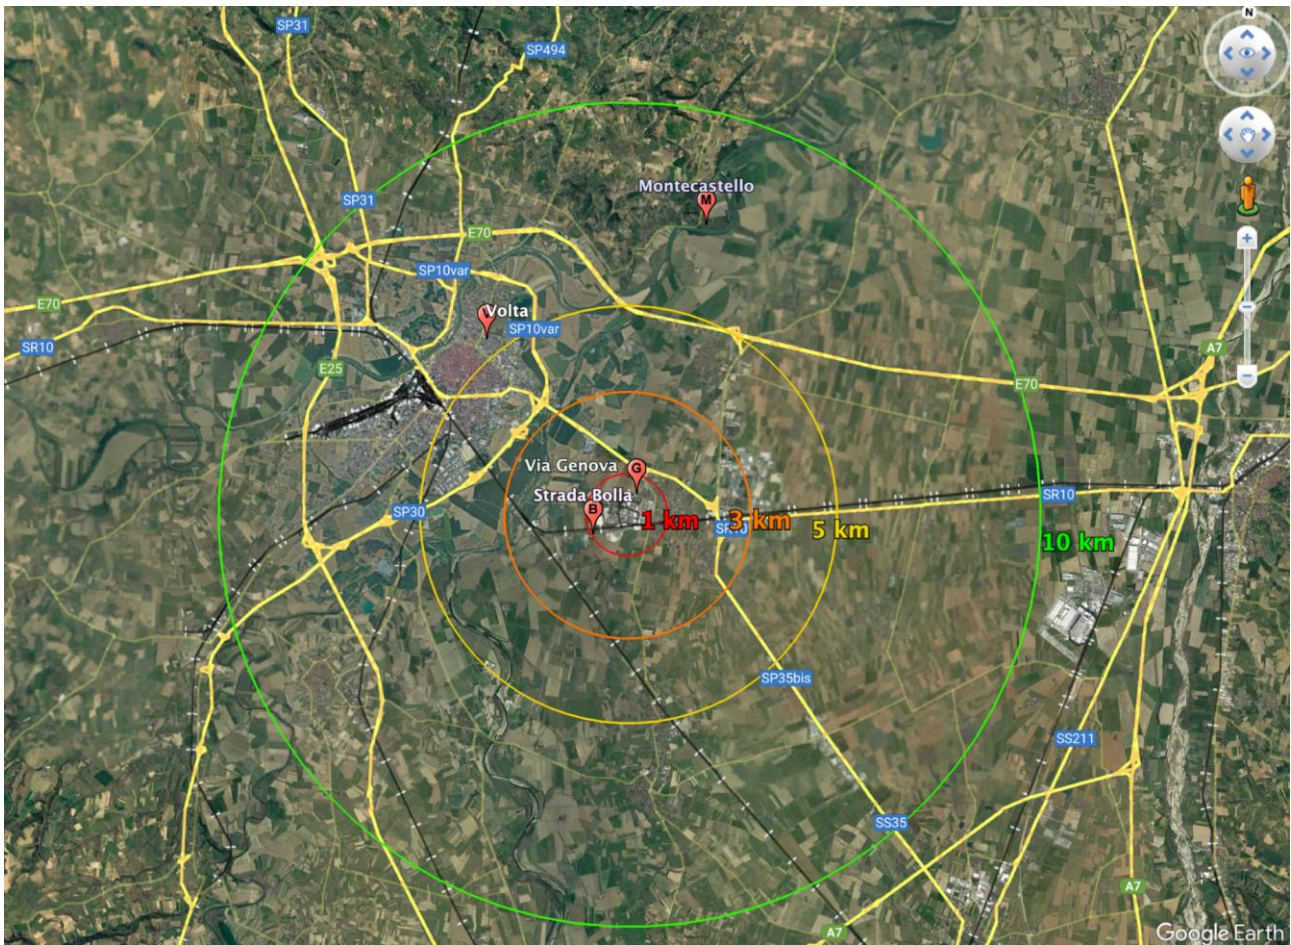 SP31
SP494
N
Montecastello
M
SP31
E70
SP10var
E70
Volta
SP10var
SR10
E25
A7
E70
Via Genova
G
Strada Bolla
B
SP30
1 km
SR10
3 km
5 km
SR10
10 km
SP35bis
SS211
SS35
A7
A7
Google Earth